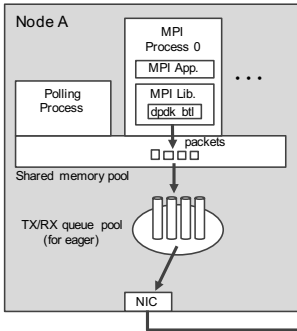 Node A
MPI
Process 0
MPI App.
MPI Lib.
dpdk btl
Polling
Process
...
packets
Shared memory pool
TX/RX queue pool
(for eager)
NIC